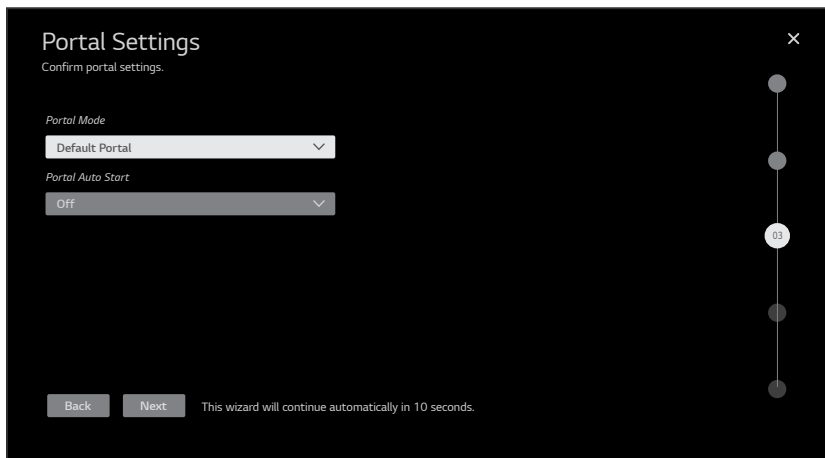 Portal Settings
Confirm portal settings.
Portal Mode
Default Portal
Portal Auto Start
Off
03
Back
Next
This wizard will continue automatically in 10 seconds.